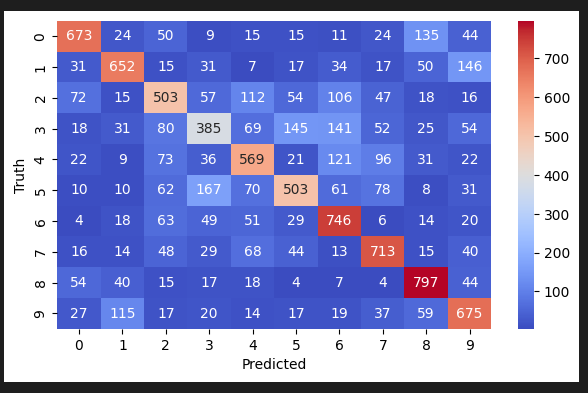 0 673 24 50 9 15 15 11 24 135 44
1 31 652 15 31 7 17 34 17 50 146
2 72 15 503 57 112 54 106 47 18 16
3 18 31 80 385 69 145 141 52 25 54
4 22 9 73 36 569 21 121 96 31 22
5 10 10 62 167 70 503 61 78 8 31
6 4 18 63 49 51 29 746 6 14 20
7 16 14 48 29 68 44 13 713 15 40
8 54 40 15 17 18 4 7 4 797 44
9 27 115 17 20 14 17 19 37 59 675
0 1 2 3 4 5 6 7 8 9
Predicted
Truth
700
600
500
400
300
200
100